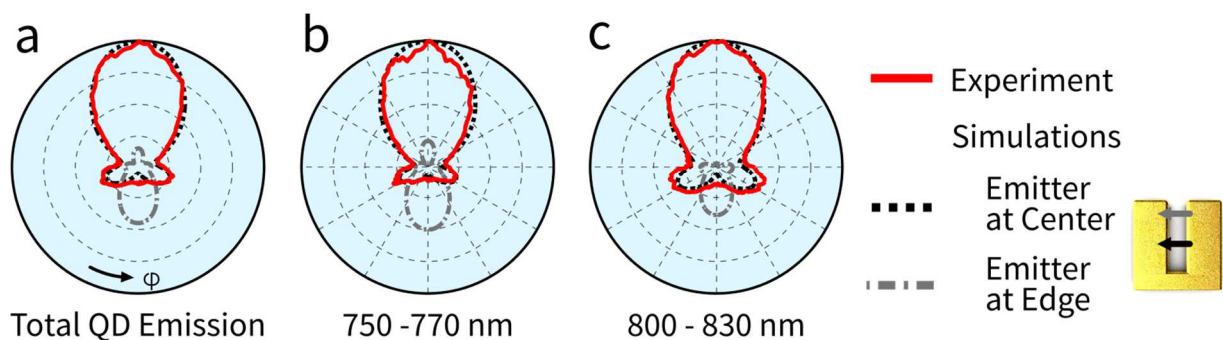 a
b
c
φ
Total QD Emission
750 -770 nm
800 - 830 nm
Experiment
Simulations
Emitter
at Center
Emitter
at Edge